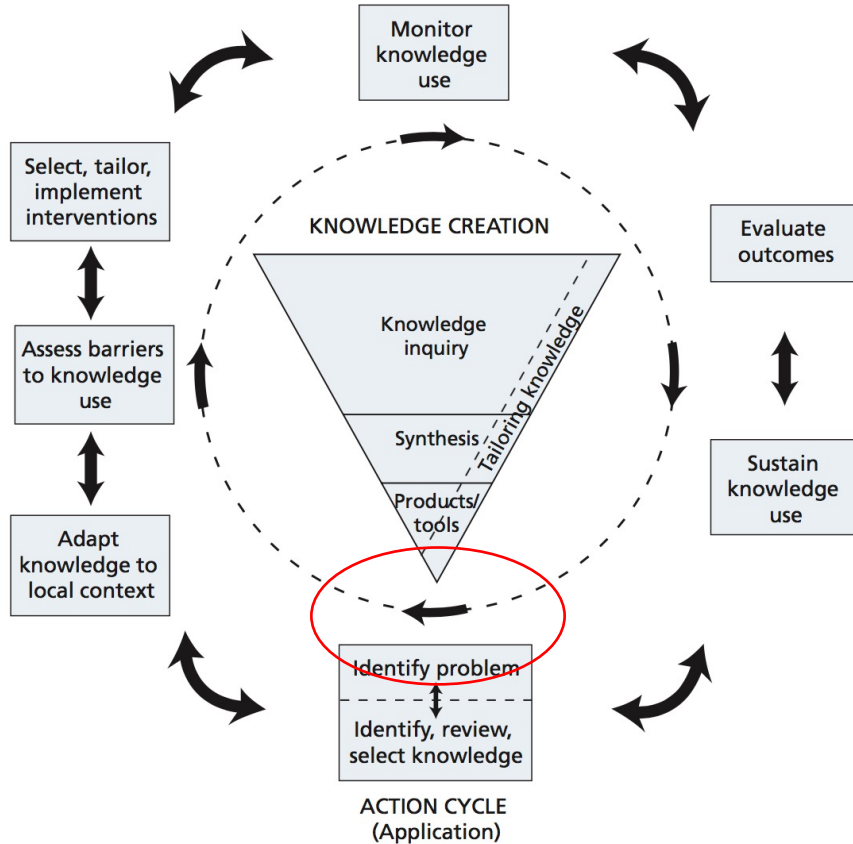 Monitor
knowledge
use
Select, tailor,
implement
interventions
KNOWLEDGE CREATION
Evaluate
outcomes
Knowledge
inquiry
Tailoring knowledge
Assess barriers
to knowledge
use
Synthesis
Sustain
knowledge
use
Products/
tools
Adapt
knowledge to
local context
Identify problem
Identify, review,
select knowledge
ACTION CYCLE
(Application)